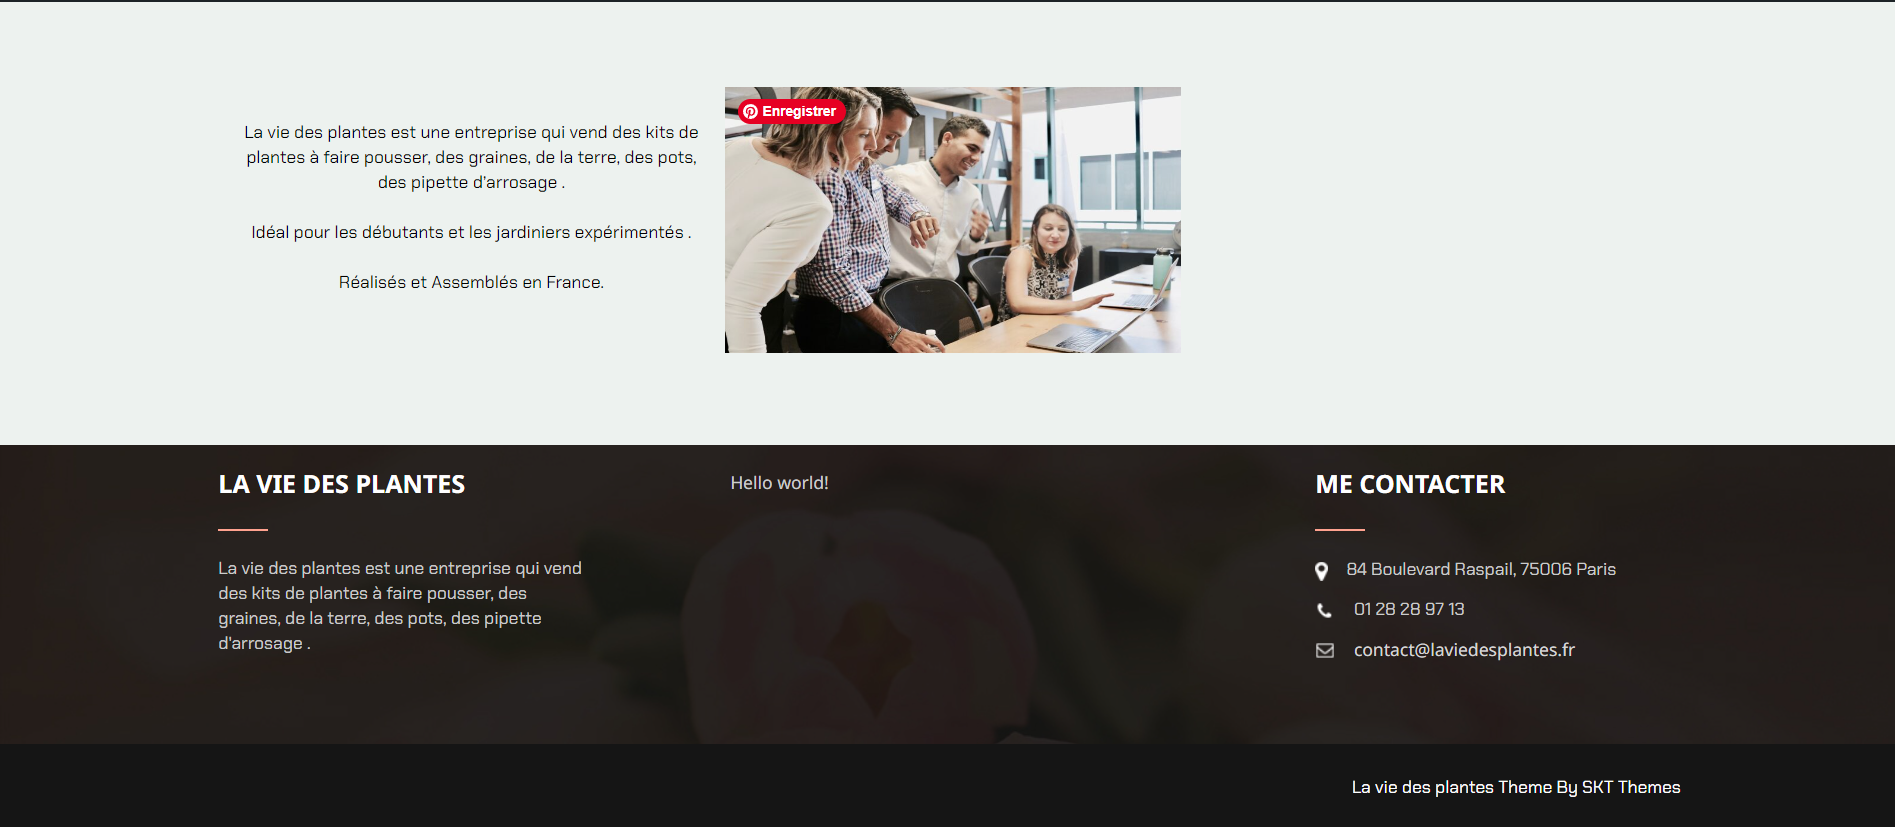 Enregistrer
La vie des plantes est une entreprise qui vend des kits de
plantes à faire pousser, des graines, de la terre, des pots,
des pipette d'arrosage .
Idéal pour les débutants et les jardiniers expérimentés .
Réalisés et Assemblés en France.
LA VIE DES PLANTES
La vie des plantes est une entreprise qui vend
des kits de plantes à faire pousser, des
graines, de la terre, des pots, des pipette
d'arrosage .
Hello world!
ME CONTACTER
84 Boulevard Raspail, 75006 Paris
01 28 28 97 13
contact@laviedesplantes.fr
La vie des plantes Theme By SKT Themes